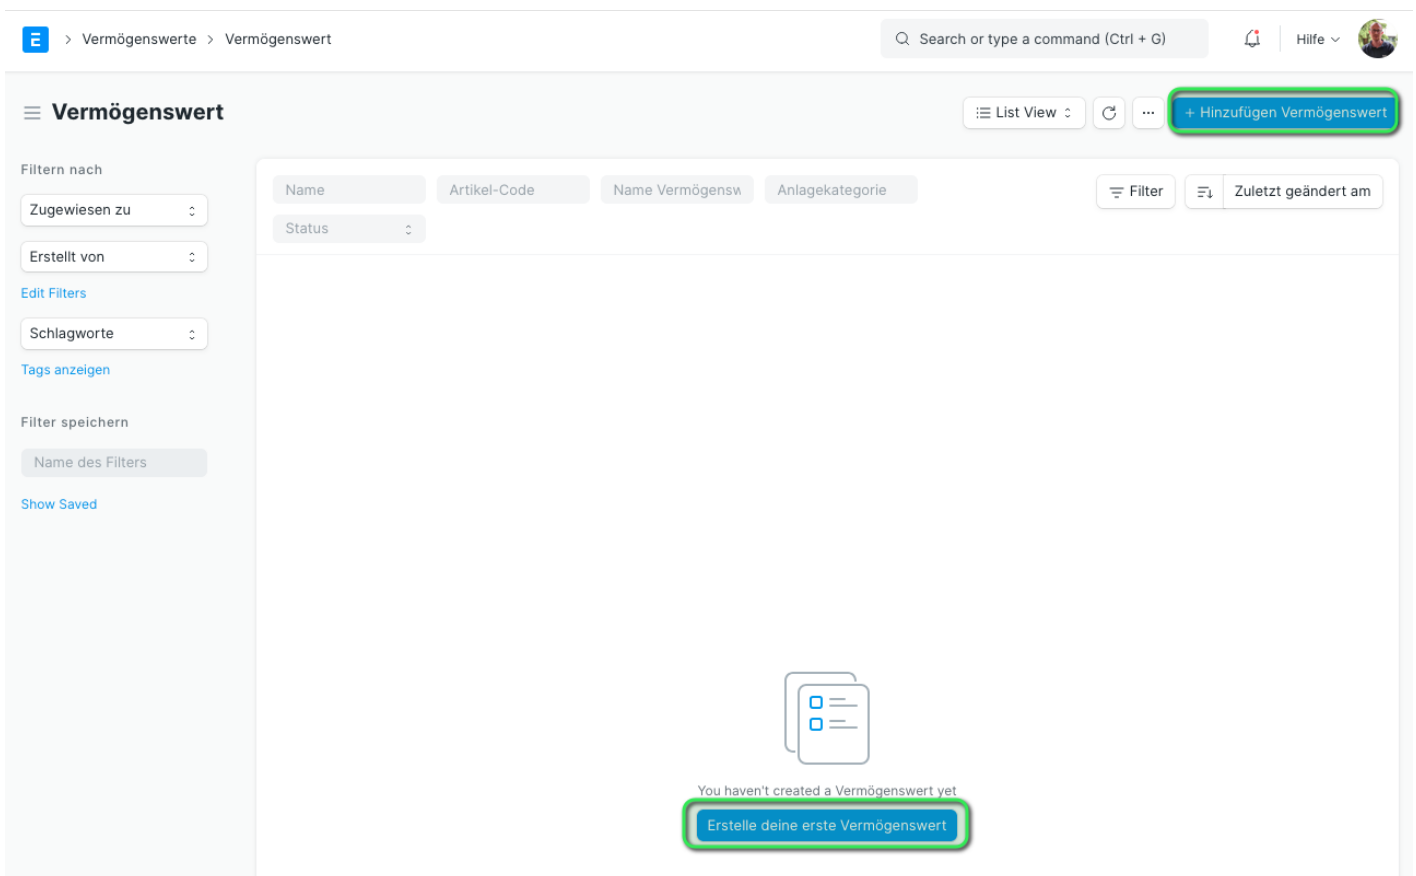 E > Vermögenswerte > Vermögenswert
Search or type a command (Ctrl + G)
Hilfe
Vermögenswert
List View
...
+ Hinzufügen Vermögenswert
Filtern nach
Zugewiesen zu
Erstellt von
Edit Filters
Schlagworte
Tags anzeigen
Filter speichern
Name des Filters
Show Saved
Name
Artikel-Code
Name Vermögensw
Anlagekategorie
Filter
Zuletzt geändert am
Status
You haven't created a Vermögenswert yet
Erstelle deine erste Vermögenswert